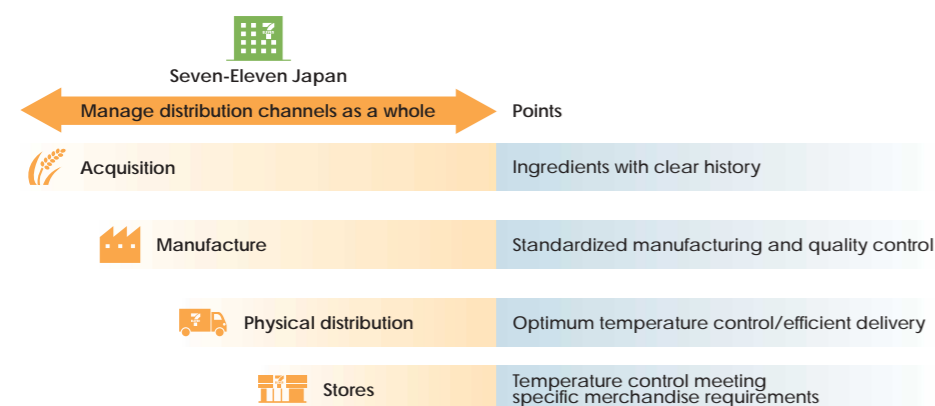 Seven-Eleven Japan
Manage distribution channels as a whole
Points
Acquisition
Ingredients with clear history
Manufacture
Standardized manufacturing and quality control
Physical distribution
Optimum temperature control/efficient delivery
Stores
Temperature control meeting
specific merchandise requirements